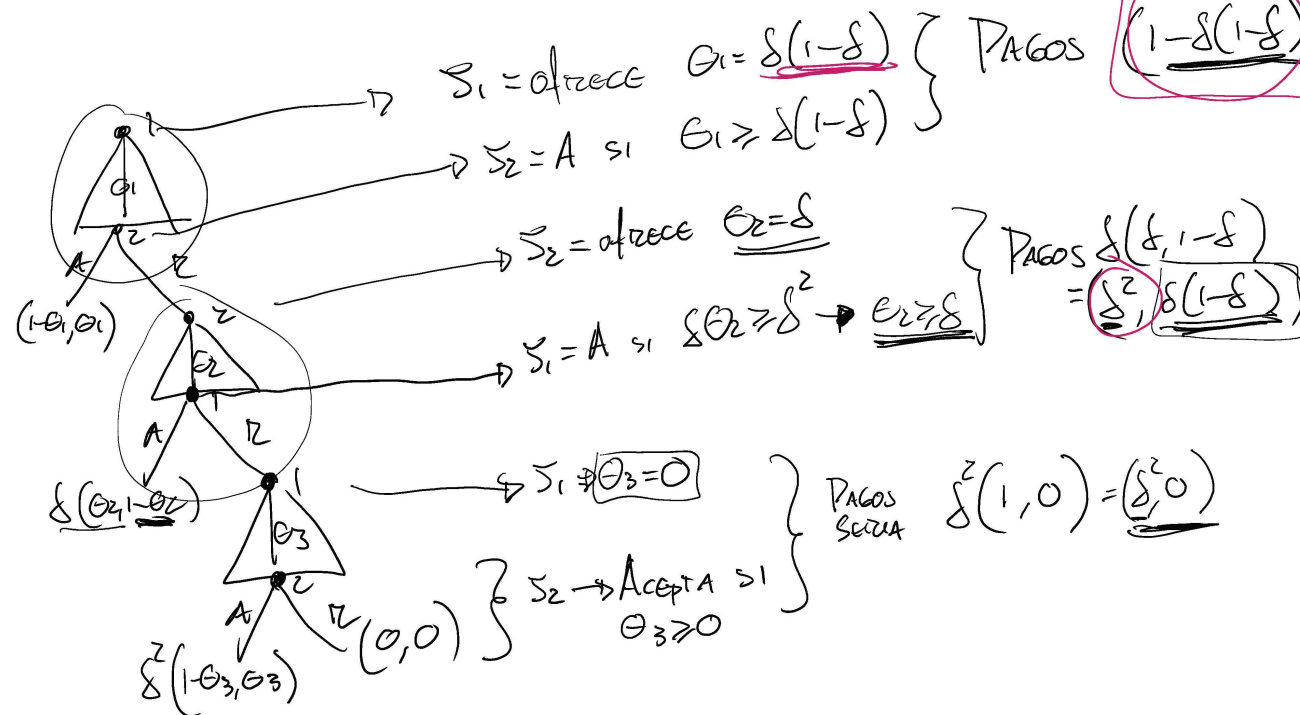 S₁ = ofrece θ₁ = δ(1-δ) } PAGOS (1-δ(1-δ)
1
S₂ = A si θ₁ ≥ δ(1-δ)
θ₁
2
A R
(1-θ₁, θ₁)
S₂ = ofrece θ₂ = δ } PAGOS δ(δ, 1-δ)
= (δ², δ(1-δ))
2
S₁ = A si δθ₂ ≥ δ² → θ₂ ≥ δ
θ₂
1
A R
δ(θ₂, 1-θ₂)
1
S₁ → θ₃ = 0 } PAGOS SERIA δ²(1,0) = (δ², 0)
θ₃
2
A R (0,0) } S₂ → ACEPTA SI
θ₃ ≥ 0
δ²(1-θ₃, θ₃)